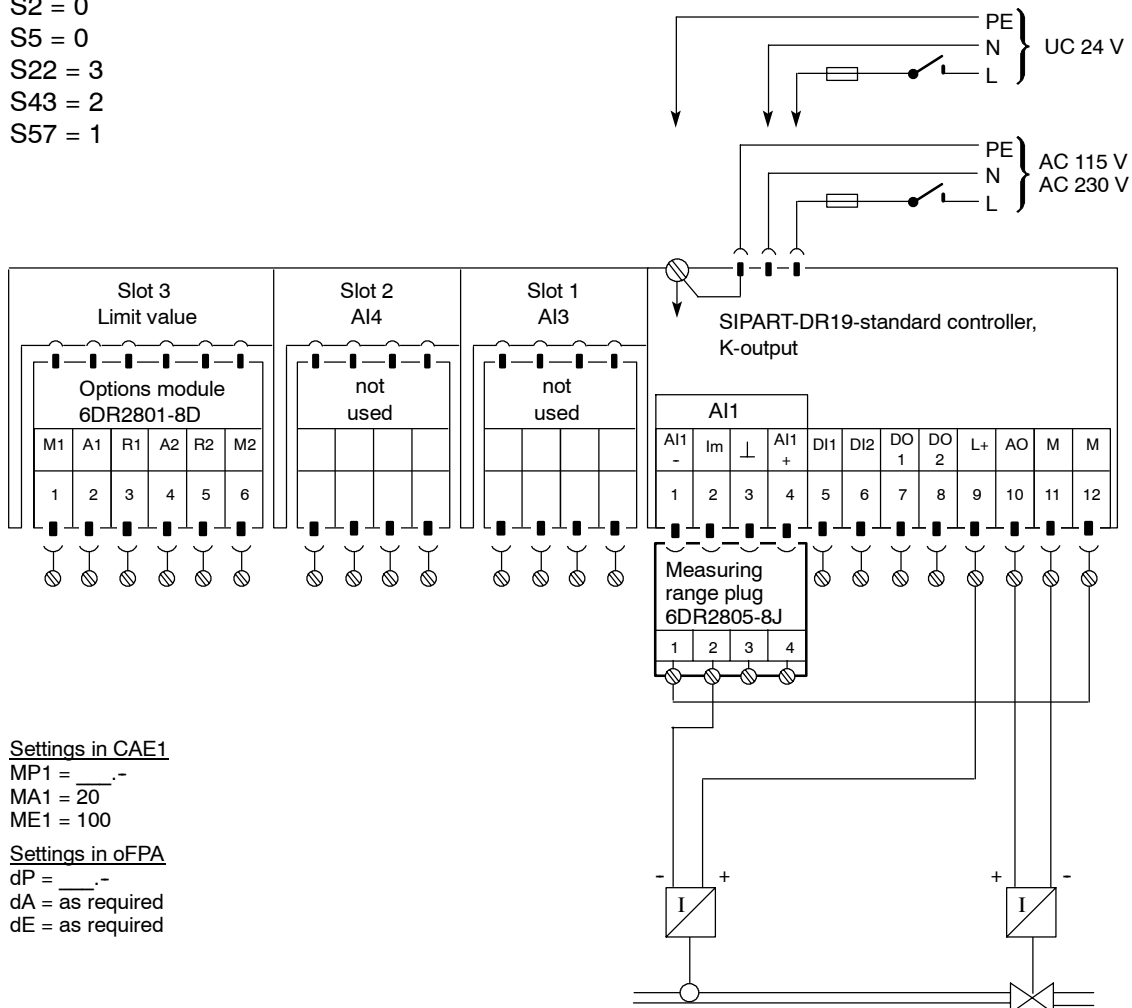 S2 = 0
S5 = 0
S22 = 3
S43 = 2
S57 = 1
PE
N
L
UC 24 V
PE
N
L
AC 115 V
AC 230 V
Slot 3
Limit value
Slot 2
AI4
Slot 1
AI3
SIPART-DR19-standard controller,
K-output
Options module
6DR2801-8D
not
used
not
used
AI1
M1 A1 R1 A2 R2 M2
1 2 3 4 5 6
AI1 - Im ⊥ AI1 + DI1 DI2 DO 1 DO 2 L+ AO M M
1 2 3 4 5 6 7 8 9 10 11 12
Measuring
range plug
6DR2805-8J
1 2 3 4
Settings in CAE1
MP1 = ___.-
MA1 = 20
ME1 = 100
Settings in oFPA
dP = ___.-
dA = as required
dE = as required
- +
I
+ -
I